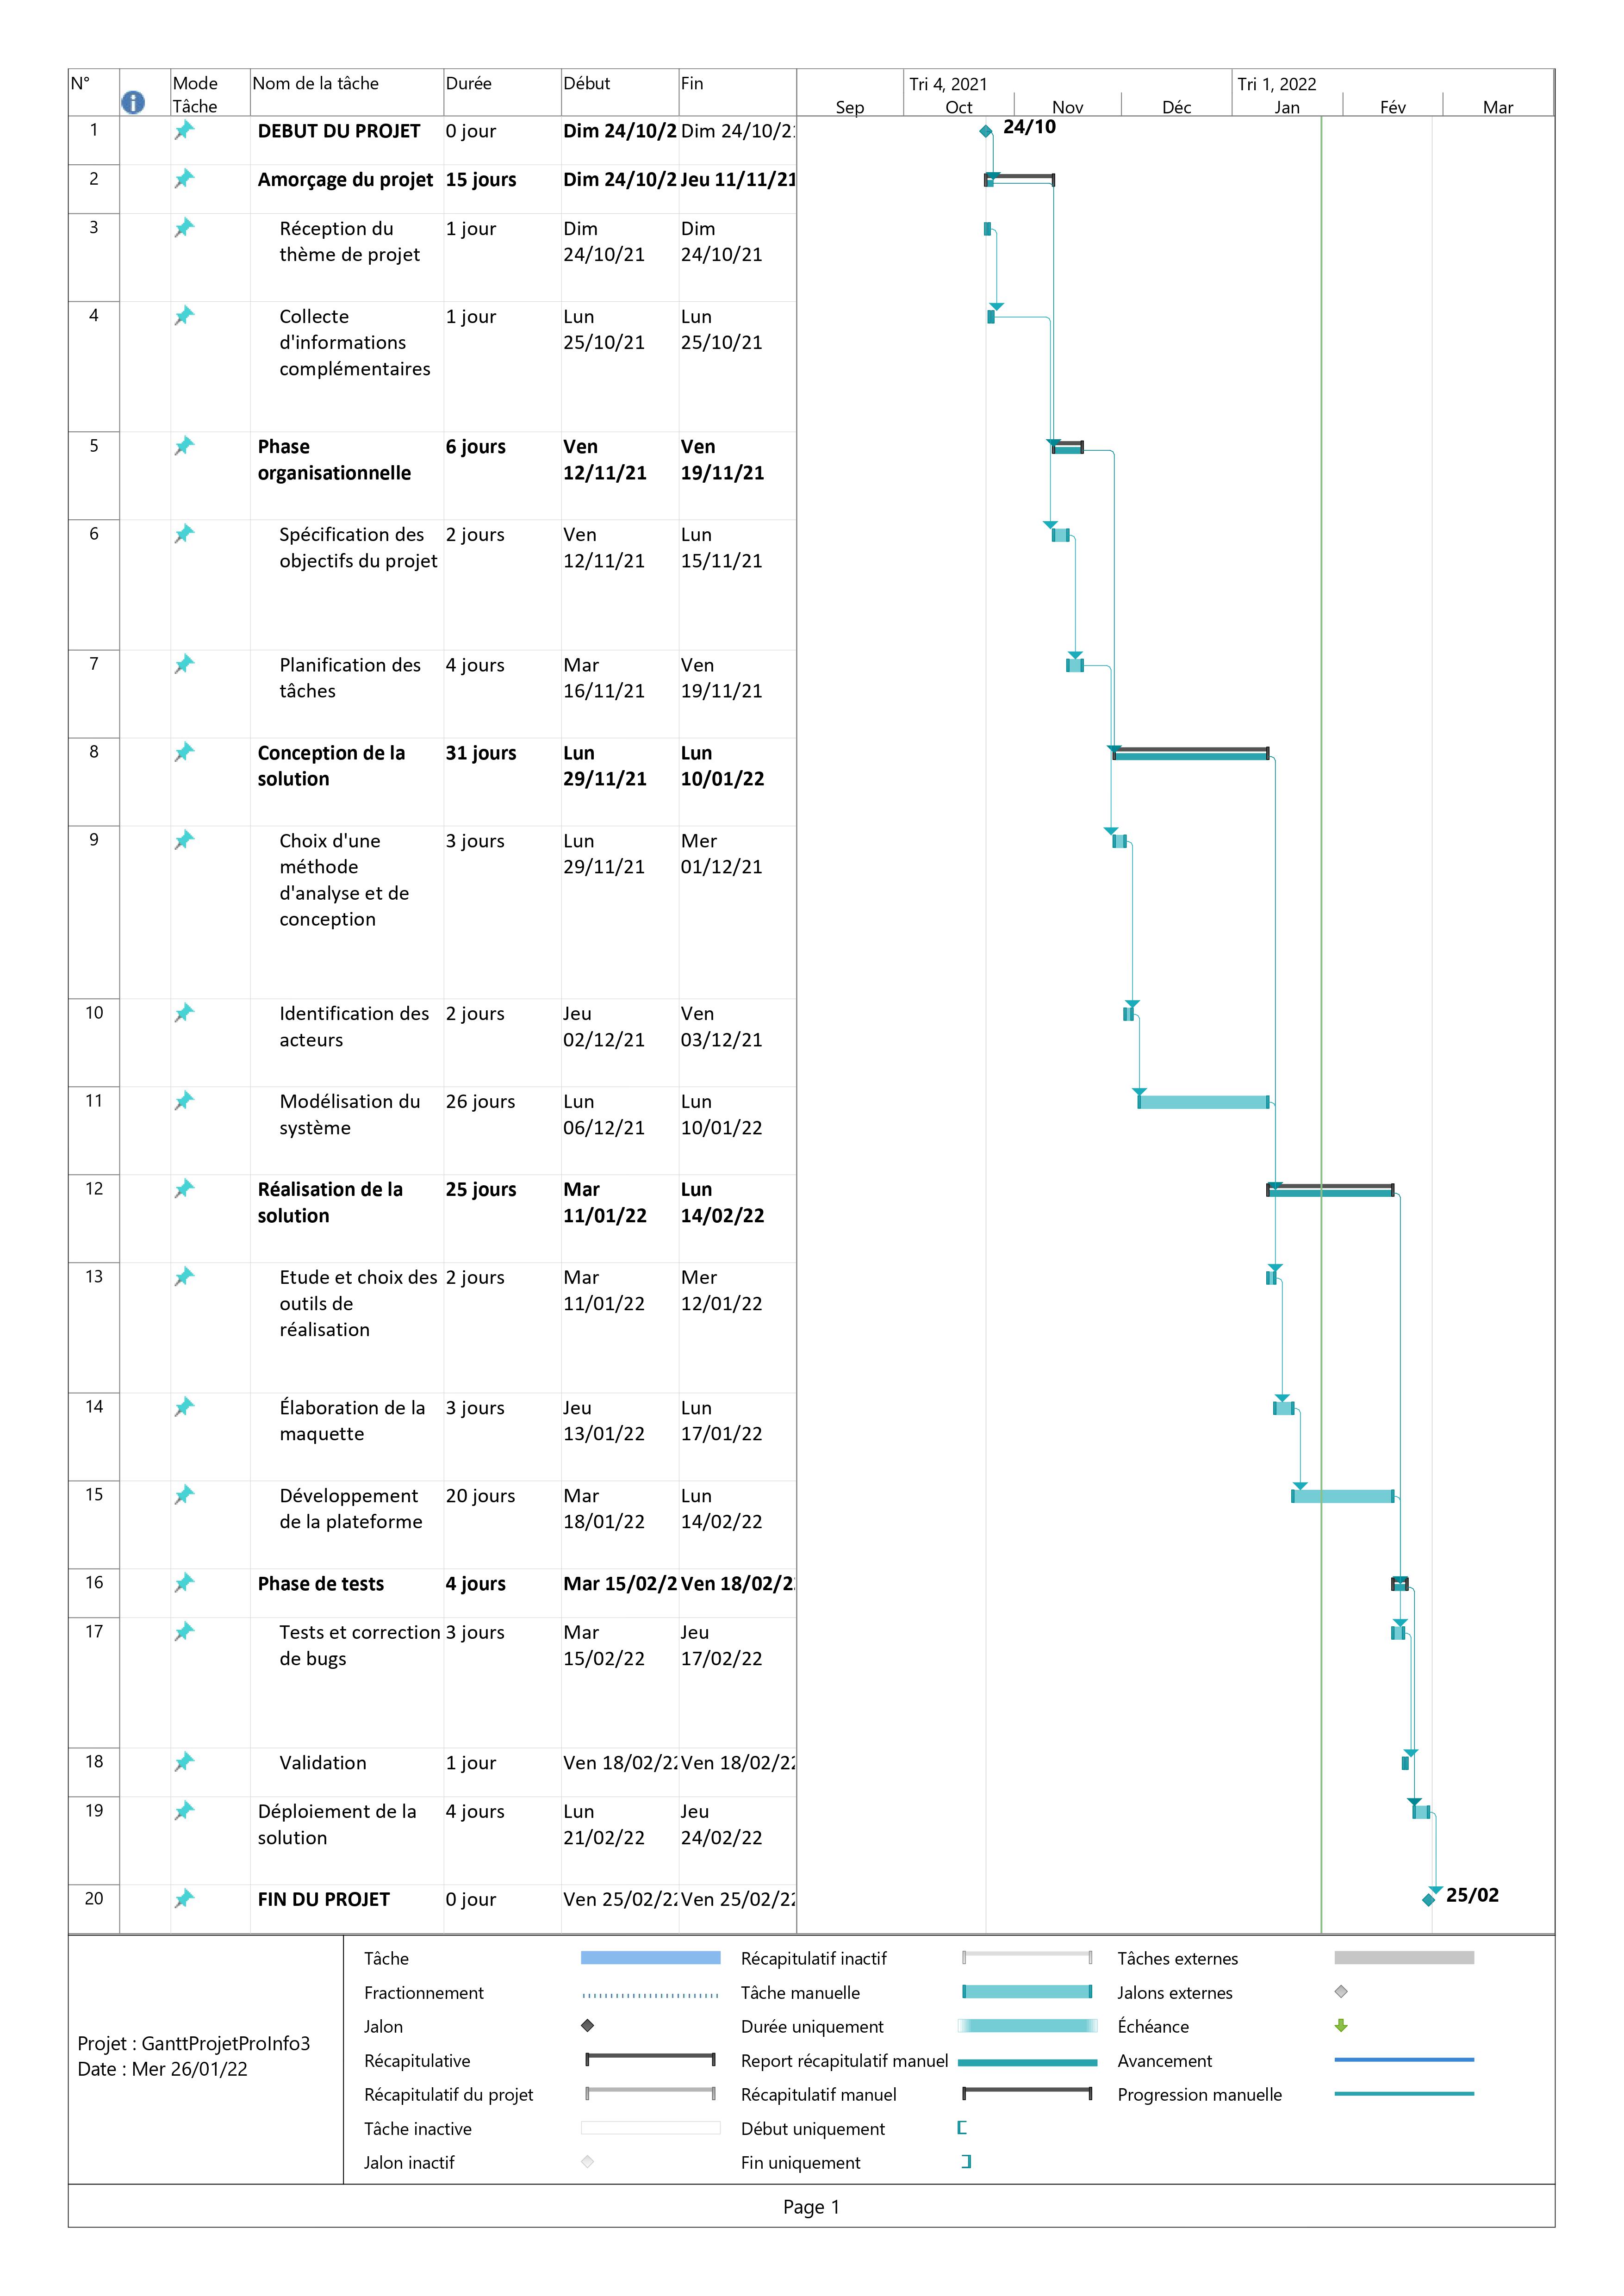 N° Mode Tâche Nom de la tâche Durée Début Fin
Tri 4, 2021 Tri 1, 2022
Sep Oct Nov Déc Jan Fév Mar
1 DEBUT DU PROJET 0 jour Dim 24/10/2 Dim 24/10/21
24/10
2 Amorçage du projet 15 jours Dim 24/10/2 Jeu 11/11/21
3 Réception du 1 jour Dim Dim
thème de projet 24/10/21 24/10/21
4 Collecte 1 jour Lun Lun
d'informations 25/10/21 25/10/21
complémentaires
5 Phase 6 jours Ven Ven
organisationnelle 12/11/21 19/11/21
6 Spécification des 2 jours Ven Lun
objectifs du projet 12/11/21 15/11/21
7 Planification des 4 jours Mar Ven
tâches 16/11/21 19/11/21
8 Conception de la 31 jours Lun Lun
solution 29/11/21 10/01/22
9 Choix d'une 3 jours Lun Mer
méthode 29/11/21 01/12/21
d'analyse et de
conception
10 Identification des 2 jours Jeu Ven
acteurs 02/12/21 03/12/21
11 Modélisation du 26 jours Lun Lun
système 06/12/21 10/01/22
12 Réalisation de la 25 jours Mar Lun
solution 11/01/22 14/02/22
13 Etude et choix des 2 jours Mar Mer
outils de 11/01/22 12/01/22
réalisation
14 Élaboration de la 3 jours Jeu Lun
maquette 13/01/22 17/01/22
15 Développement 20 jours Mar Lun
de la plateforme 18/01/22 14/02/22
16 Phase de tests 4 jours Mar 15/02/2 Ven 18/02/2
17 Tests et correction 3 jours Mar Jeu
de bugs 15/02/22 17/02/22
18 Validation 1 jour Ven 18/02/22 Ven 18/02/22
19 Déploiement de la 4 jours Lun Jeu
solution 21/02/22 24/02/22
20 FIN DU PROJET 0 jour Ven 25/02/22 Ven 25/02/22
25/02
Projet : GanttProjetProInfo3
Date : Mer 26/01/22
Tâche Récapitulatif inactif Tâches externes
Fractionnement Tâche manuelle Jalons externes
Jalon Durée uniquement Échéance
Récapitulative Report récapitulatif manuel Avancement
Récapitulatif du projet Récapitulatif manuel Progression manuelle
Tâche inactive Début uniquement
Jalon inactif Fin uniquement
Page 1